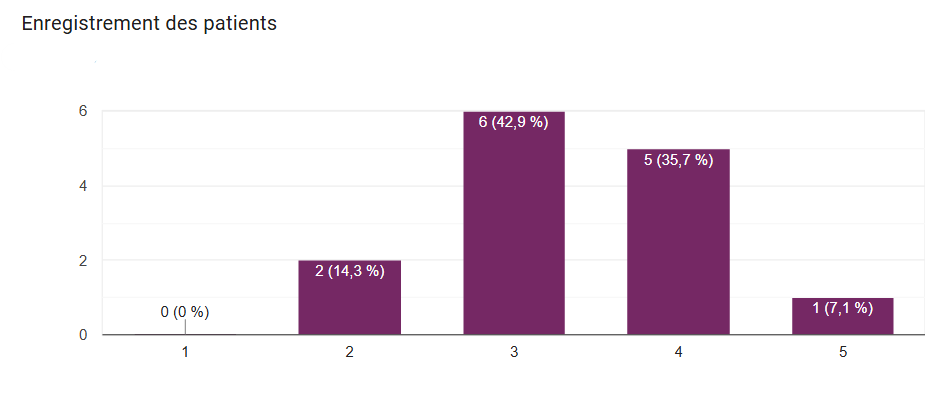 Enregistrement des patients
6
6 (42,9 %)
5 (35,7 %)
4
2
2 (14,3 %)
0 (0 %)
1 (7,1 %)
0
1 2 3 4 5